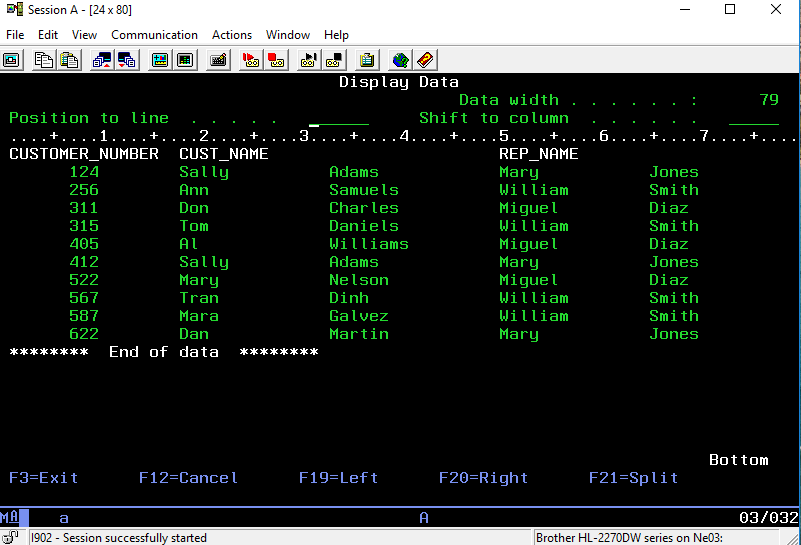 Session A - [24 x 80]
File Edit View Communication Actions Window Help
Display Data
Data width . . . . . . . : 79
Position to line . . . . . ______ Shift to column . . . . . . _____
....+....1....+....2....+....3....+....4....+....5....+....6....+....7....+....
CUSTOMER_NUMBER CUST_NAME REP_NAME
124 Sally Adams Mary Jones
256 Ann Samuels William Smith
311 Don Charles Miguel Diaz
315 Tom Daniels William Smith
405 Al Williams Miguel Diaz
412 Sally Adams Mary Jones
522 Mary Nelson Miguel Diaz
567 Tran Dinh William Smith
587 Mara Galvez William Smith
622 Dan Martin Mary Jones
******** End of data ********
Bottom
F3=Exit F12=Cancel F19=Left F20=Right F21=Split
MA a A 03/032
I902 - Session successfully started Brother HL-2270DW series on Ne03: